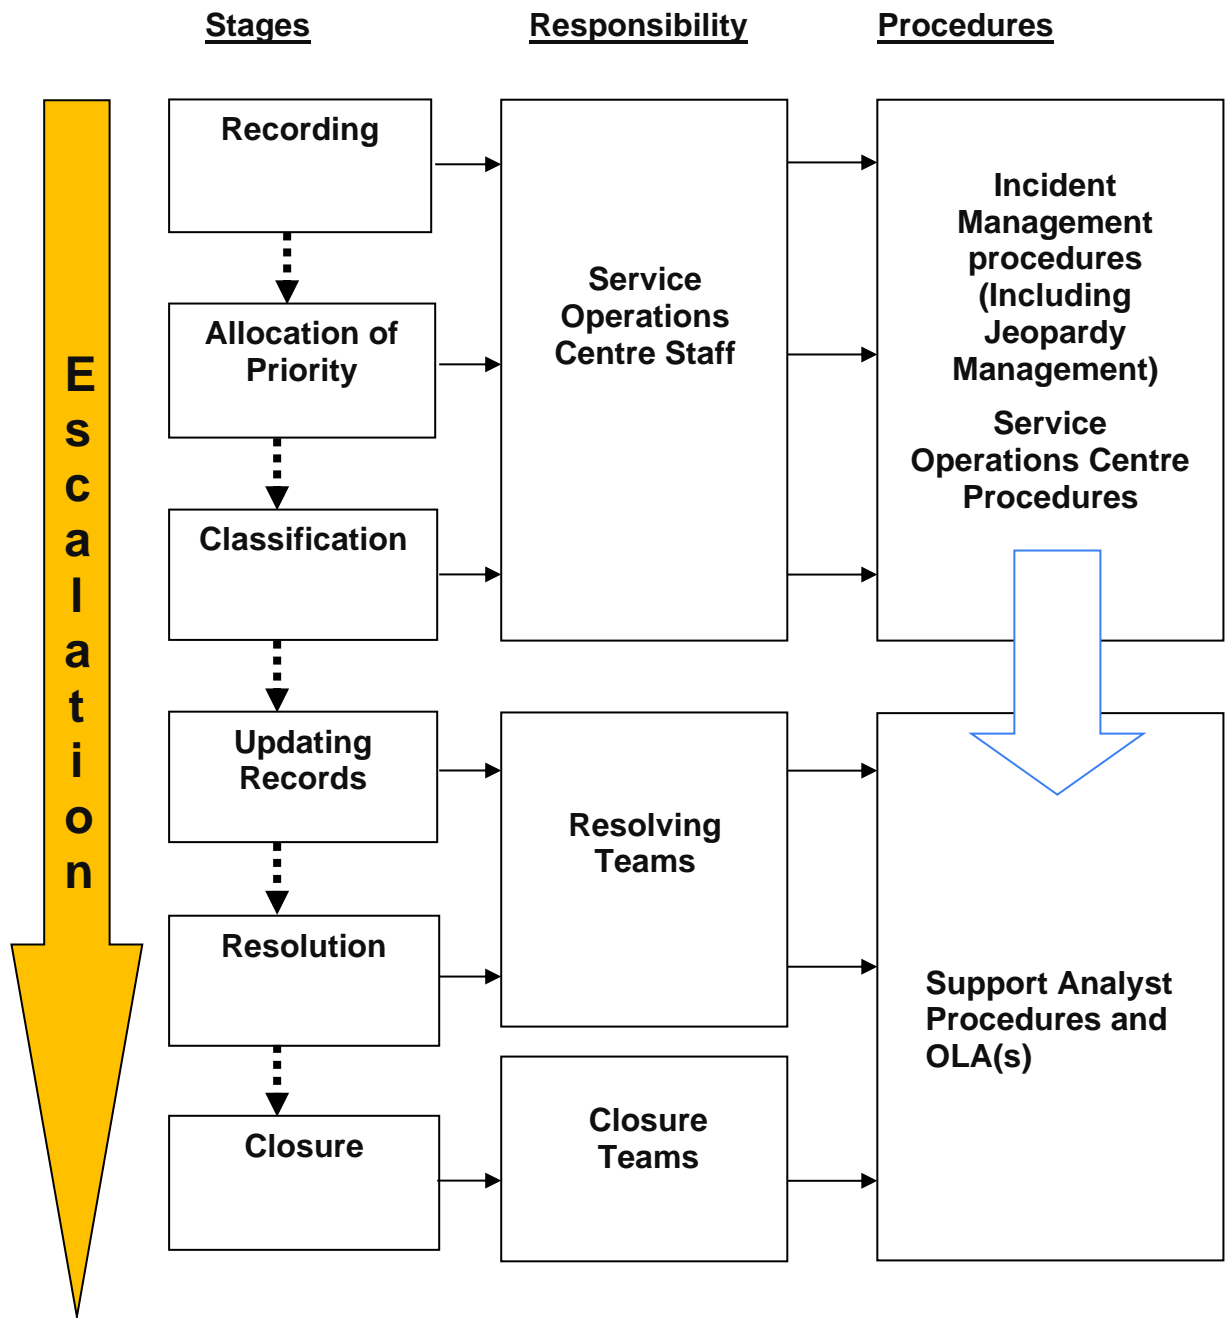 Stages
Responsibility
Procedures
Escalation
Recording
Allocation of
Priority
Classification
Updating
Records
Resolution
Closure
Service
Operations
Centre Staff
Resolving
Teams
Closure
Teams
Incident
Management
procedures
(Including
Jeopardy
Management)
Service
Operations Centre
Procedures
Support Analyst
Procedures and
OLA(s)